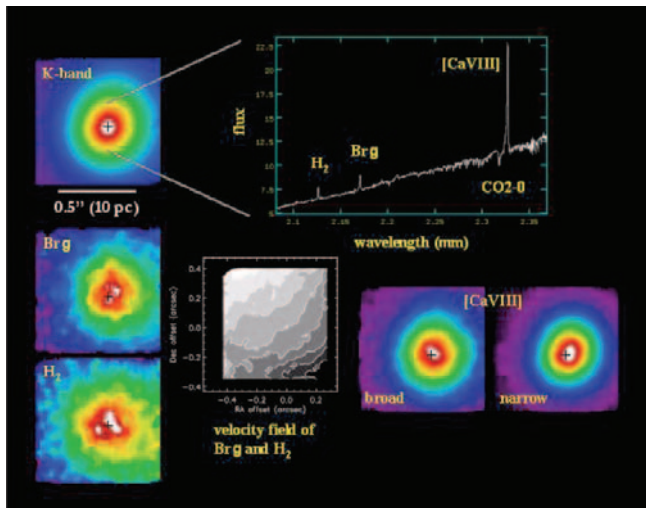 K-band
0.5" (10 pc)
22.5
20
17.5
15
12.5
10
7.5
5
flux
[CaVIII]
H2
Brg
CO2-0
2.1
2.15
2.2
2.25
2.3
2.35
wavelength (mm)
Brg
H2
0.4
0.2
0.0
-0.2
-0.4
Dec offset (arcsec)
-0.4
-0.2
0.0
0.2
RA offset (arcsec)
velocity field of
Brg and H2
[CaVIII]
broad
narrow